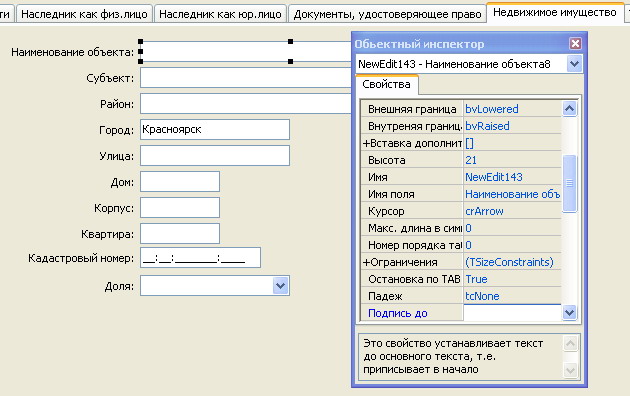 ти Наследник как физ.лицо Наследник как юр.лицо Документы, удостоверяющее право Недвижимое имущество
Наименование объекта:
Субъект:
Район:
Город: Красноярск
Улица:
Дом:
Корпус:
Квартира:
Кадастровый номер: __:__:______:____
Доля:
Обьектный инспектор
NewEdit143 - Наименование объекта8
Свойства
Внешняя граница bvLowered
Внутреняя границ bvRaised
+Вставка дополнит []
Высота 21
Имя NewEdit143
Имя поля Наименование объ
Курсор crArrow
Макс. длина в сим 0
Номер порядка таб 0
+Ограничения (TSizeConstraints)
Остановка по TAB True
Падеж tcNone
Подпись до
Это свойство устанавливает текст
до основного текста, т.е.
приписывает в начало